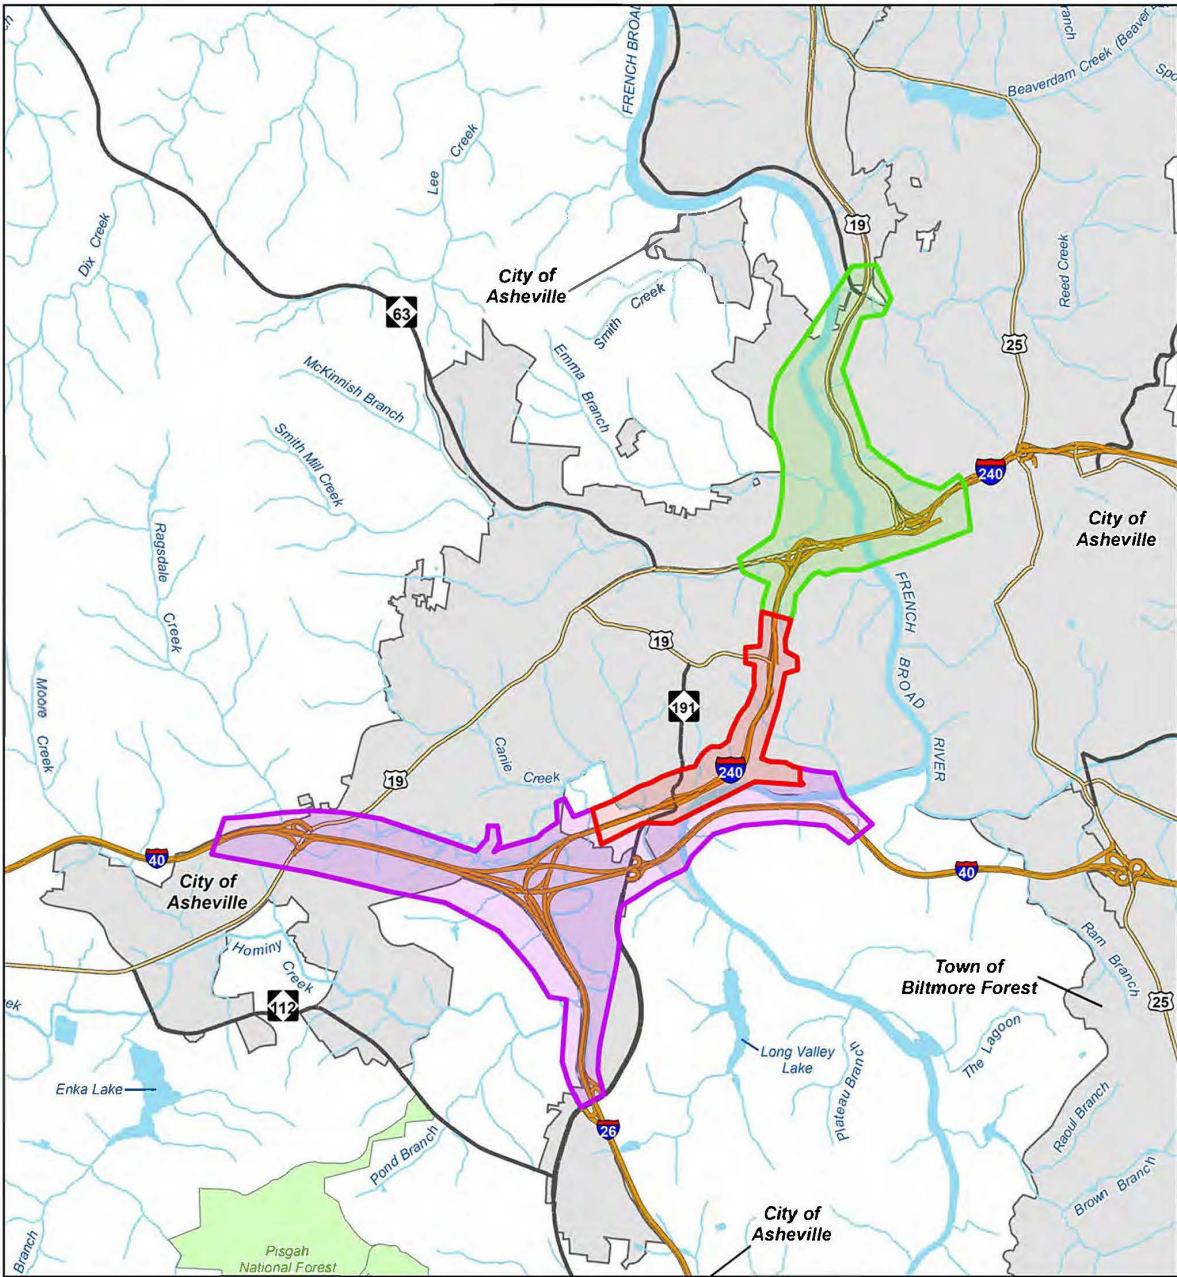 FRENCH BROAD
Branch
Beaverdam Creek (Beaver
Lee
Creek
Dix Creek
19
City of
Asheville
Smith Creek
Reed Creek
63
25
Emma
Branch
McKinnish Branch
Smith Mill Creek
240
City of
Asheville
Ragsdale
Creek
FRENCH
BROAD
RIVER
19
Moore
Creek
191
Canie
Creek
240
19
40
40
City of
Asheville
Hominy
Creek
Ram
Branch
Town of
Biltmore Forest
112
25
The Lagoon
Long Valley
Lake
Plateau Branch
Enka Lake
Raoul Branch
26
Pond Branch
Brown Branch
City of
Asheville
Branch
Pisgah
National Forest